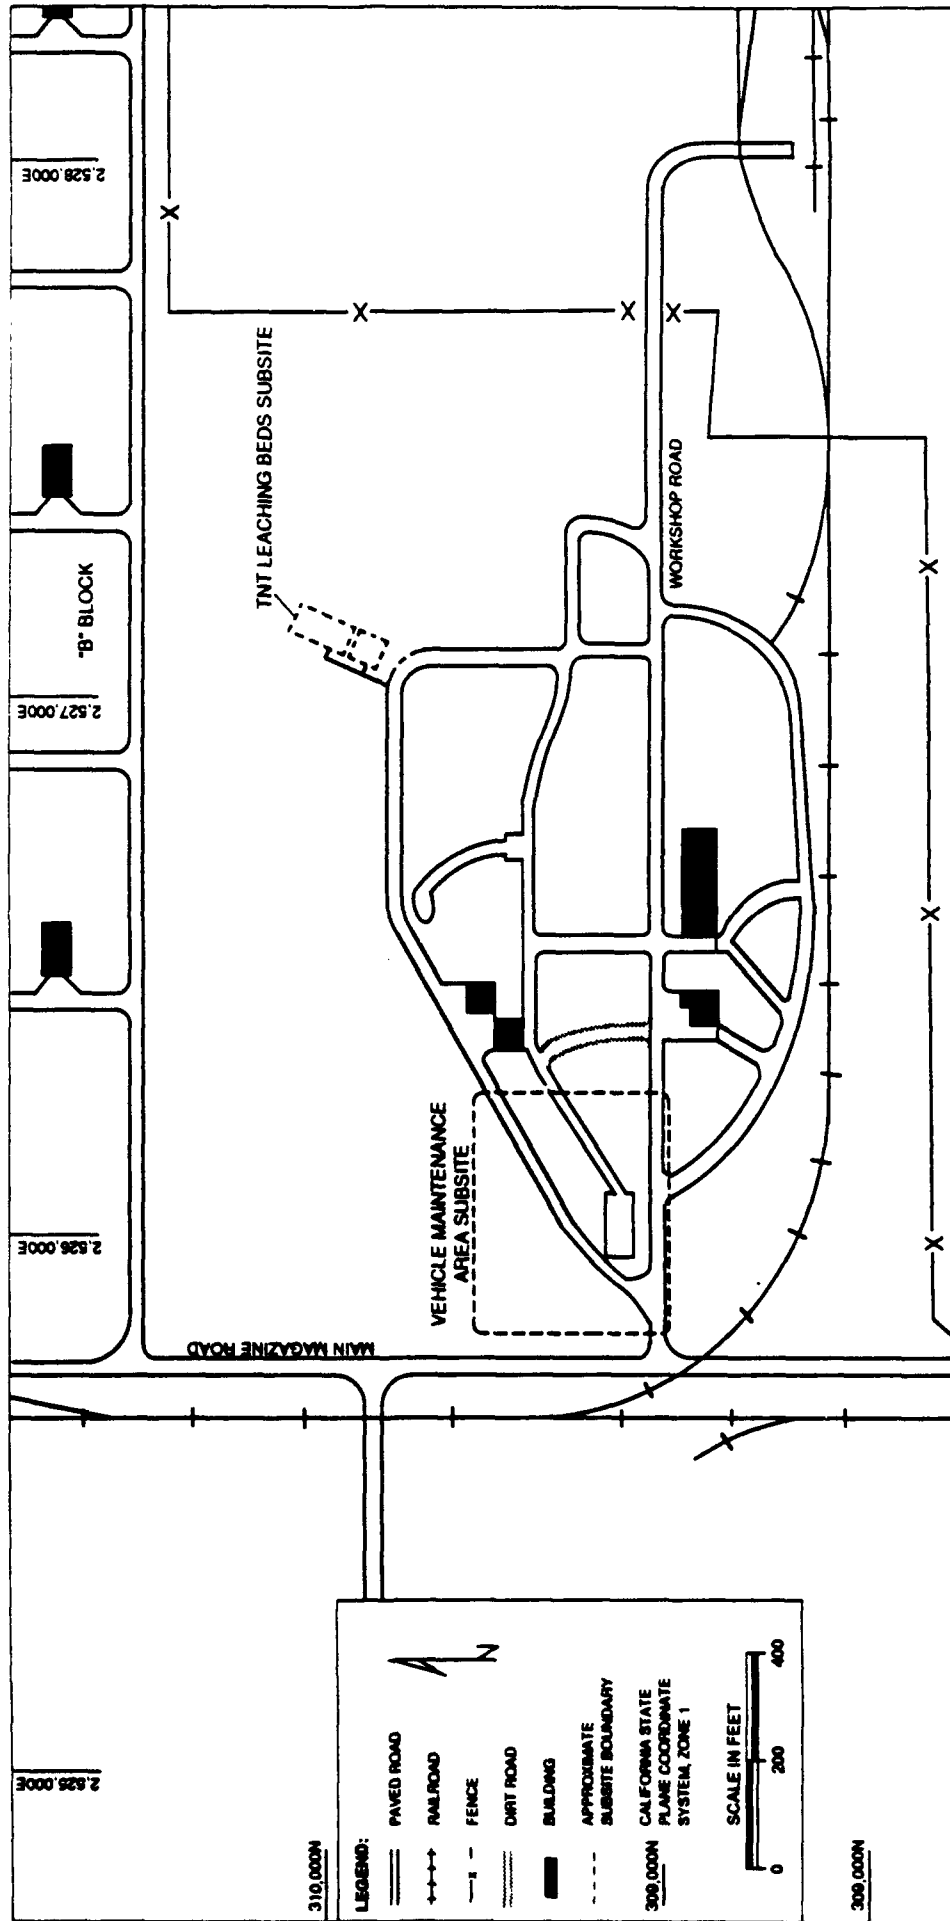 2,528,000E
"B" BLOCK
2,527,000E
2,526,000E
2,525,000E
TNT LEACHING BEDS SUBSITE
WORKSHOP ROAD
VEHICLE MAINTENANCE
AREA SUBSITE
MAIN MAGAZINE ROAD
310,000N
LEGEND:
PAVED ROAD
RAILROAD
FENCE
DIRT ROAD
BUILDING
APPROXIMATE
SUBSITE BOUNDARY
309,000N
CALIFORNIA STATE
PLANE COORDINATE
SYSTEM, ZONE 1
N
SCALE IN FEET
0 200 400
309,000N